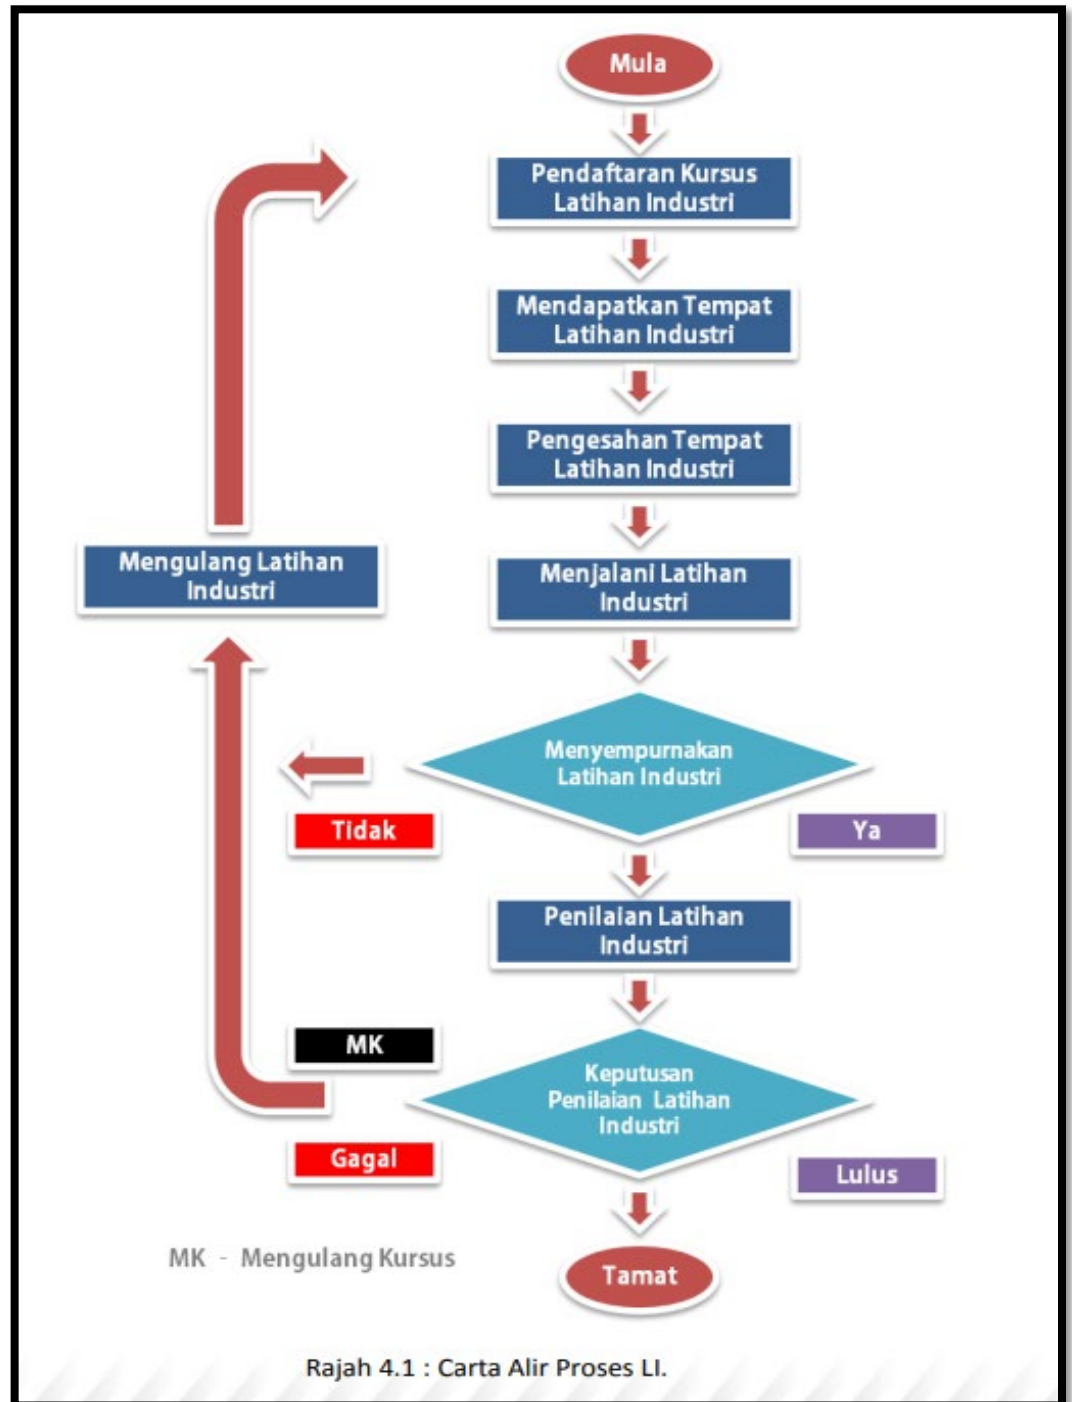 Mula
Pendaftaran Kursus
Latihan Industri
Mendapatkan Tempat
Latihan Industri
Pengesahan Tempat
Latihan Industri
Mengulang Latihan
Industri
Menjalani Latihan
Industri
Menyempurnakan
Latihan Industri
Tidak
Ya
Penilaian Latihan
Industri
MK
Keputusan
Penilaian Latihan
Industri
Gagal
Lulus
MK - Mengulang Kursus
Tamat
Rajah 4.1 : Carta Alir Proses LI.